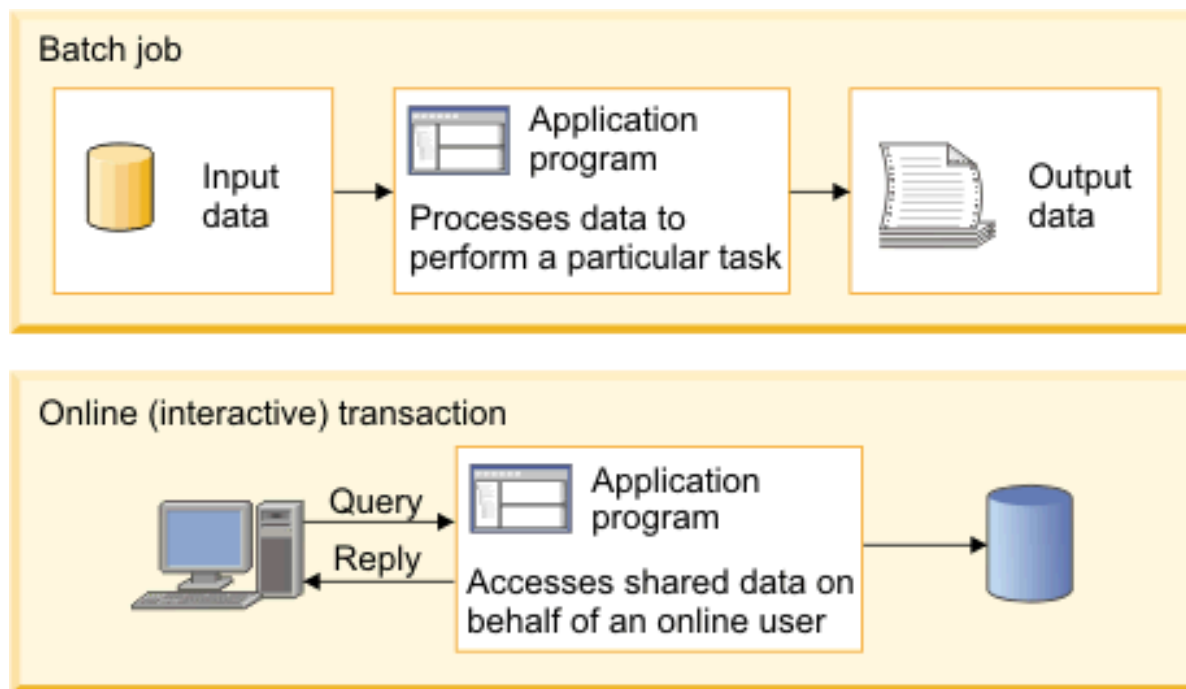 Batch job
Input
data
Application
program
Processes data to
perform a particular task
Output
data
Online (interactive) transaction
Query
Reply
Application
program
Accesses shared data on
behalf of an online user